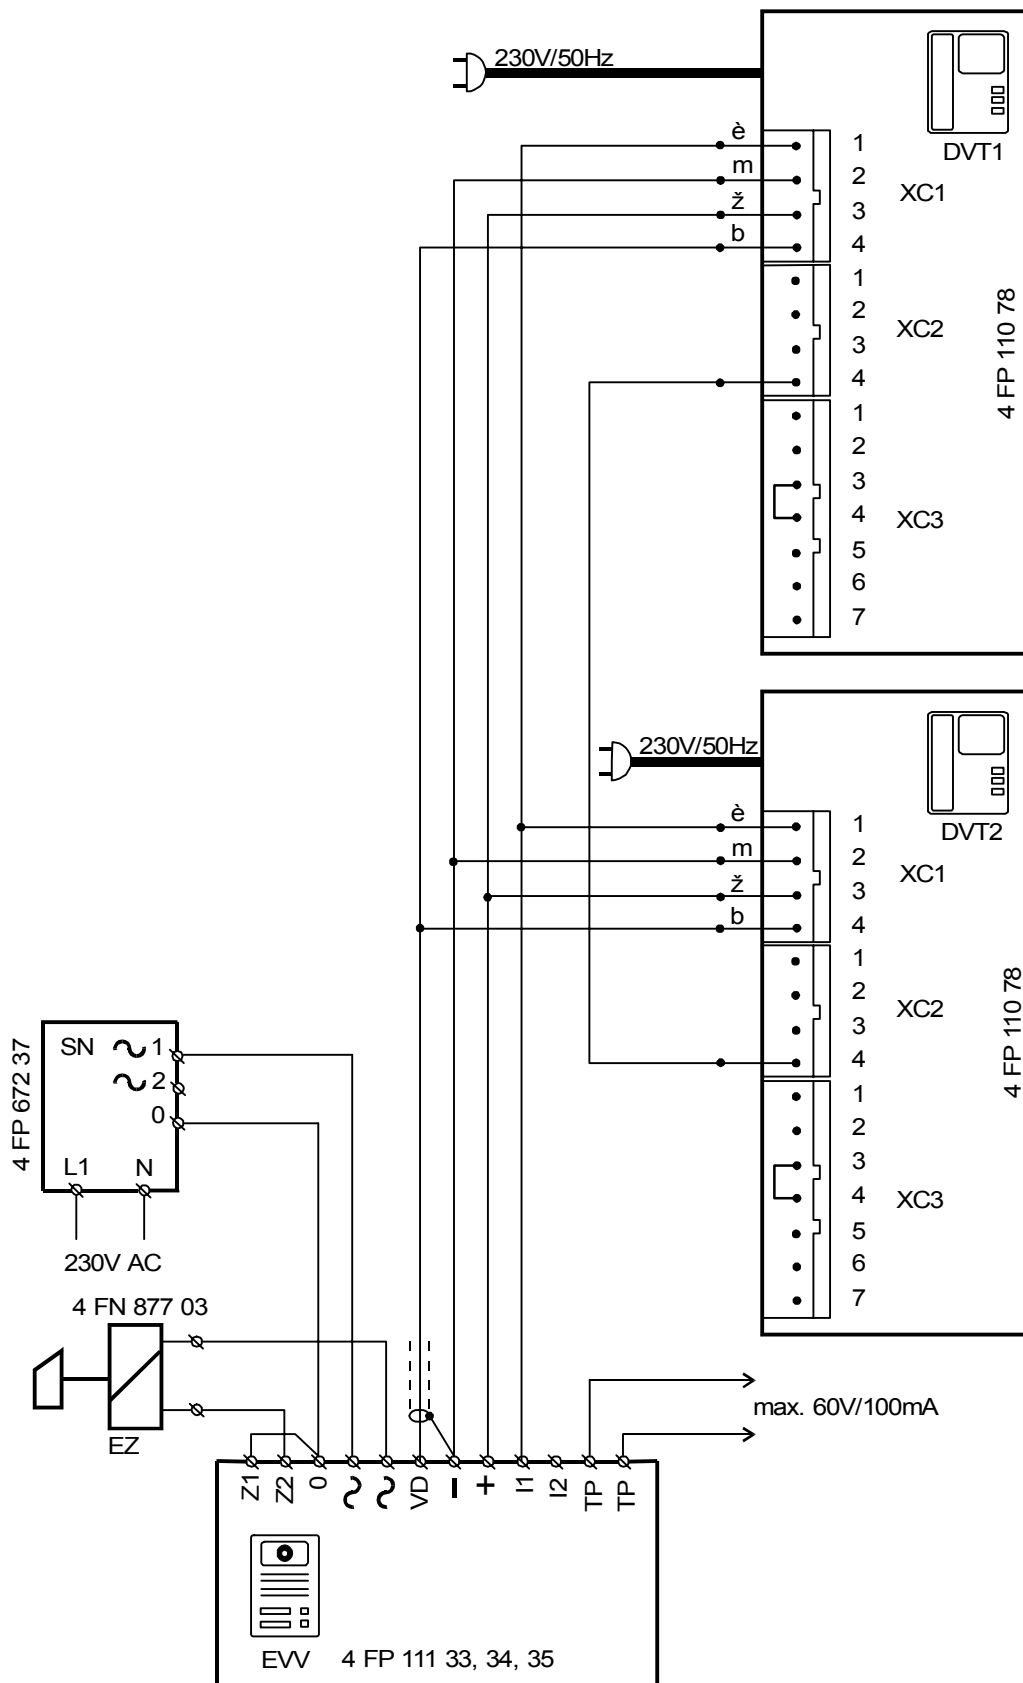 230V/50Hz
DVT1
è 1
m 2
ž 3
b 4
XC1
1
2
3
4
XC2
4 FP 110 78
1
2
3
4
5
6
7
XC3
230V/50Hz
DVT2
è 1
m 2
ž 3
b 4
XC1
1
2
3
4
XC2
4 FP 110 78
1
2
3
4
5
6
7
XC3
4 FP 672 37
SN 1
2
0
L1 N
230V AC
4 FN 877 03
EZ
max. 60V/100mA
Z1 Z2 0 ~ ~ VD – + I1 I2 TP TP
EVV 4 FP 111 33, 34, 35